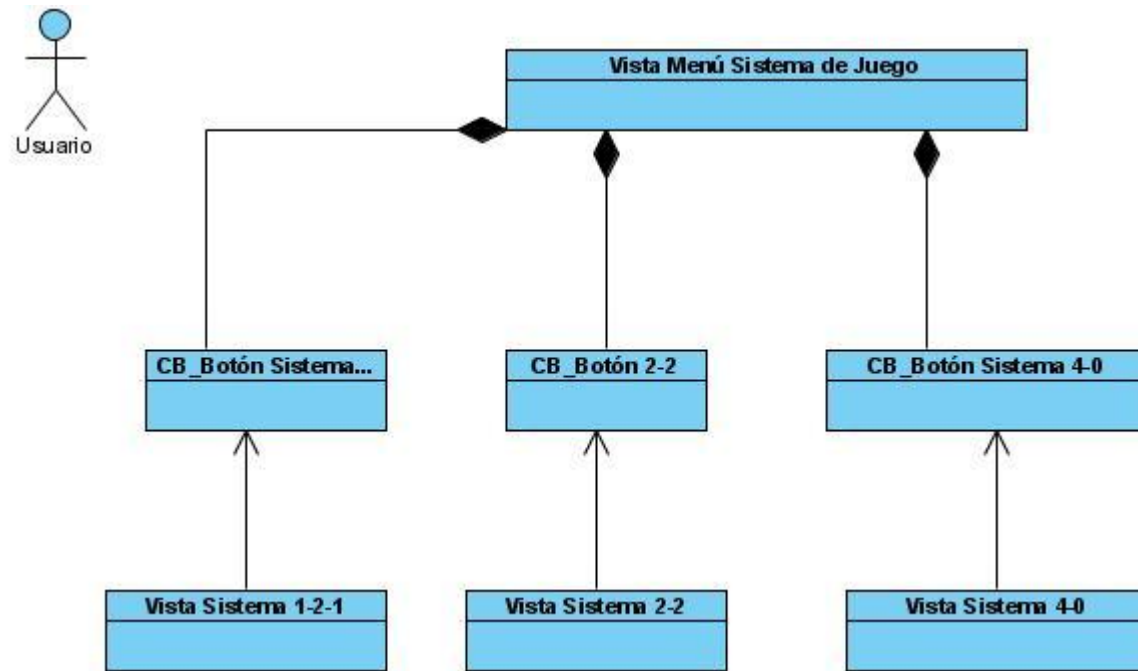 Usuario
Vista Menú Sistema de Juego
CB_Botón Sistema...
CB_Botón 2-2
CB_Botón Sistema 4-0
Vista Sistema 1-2-1
Vista Sistema 2-2
Vista Sistema 4-0